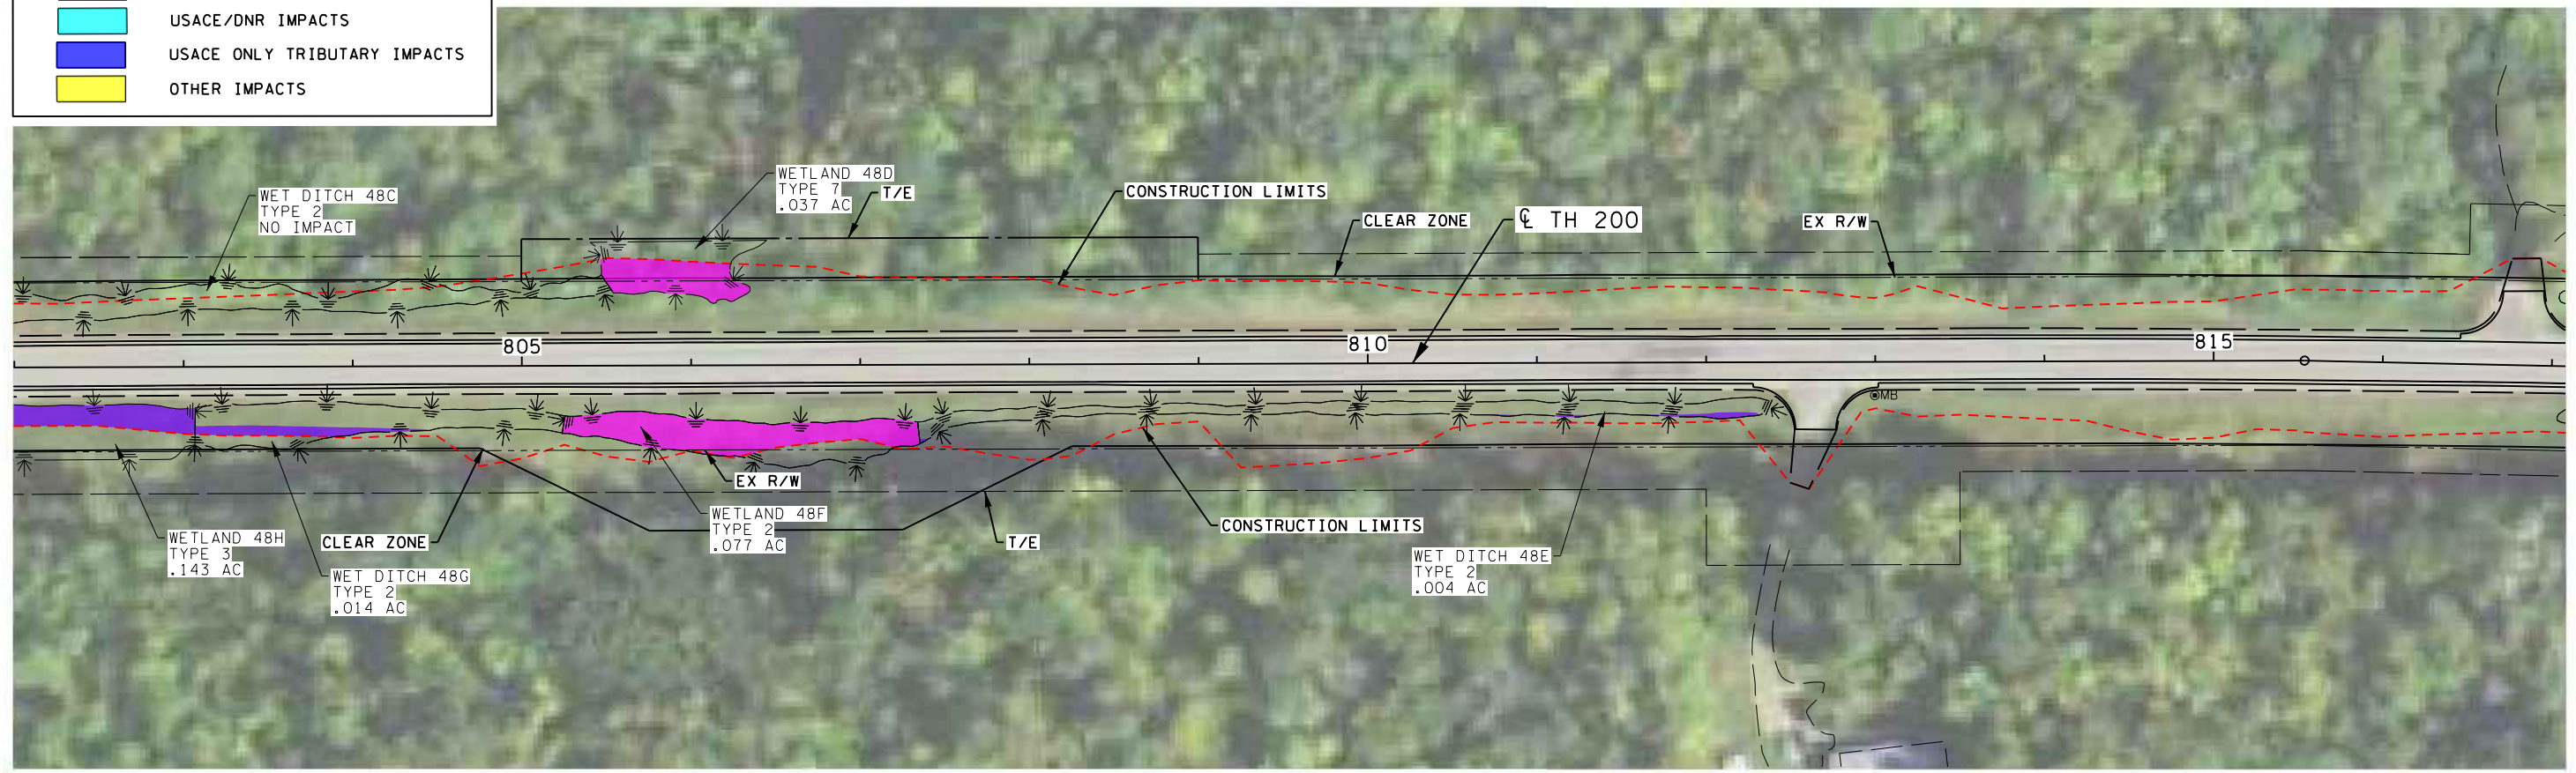 USACE/DNR IMPACTS
USACE ONLY TRIBUTARY IMPACTS
OTHER IMPACTS
WET DITCH 48C
TYPE 2
NO IMPACT
WETLAND 48D
TYPE 7
.037 AC
T/E
CONSTRUCTION LIMITS
CLEAR ZONE
℄ TH 200
EX R/W
805
810
815
MB
EX R/W
WETLAND 48H
TYPE 3
.143 AC
WET DITCH 48G
TYPE 2
.014 AC
CLEAR ZONE
WETLAND 48F
TYPE 2
.077 AC
T/E
CONSTRUCTION LIMITS
WET DITCH 48E
TYPE 2
.004 AC